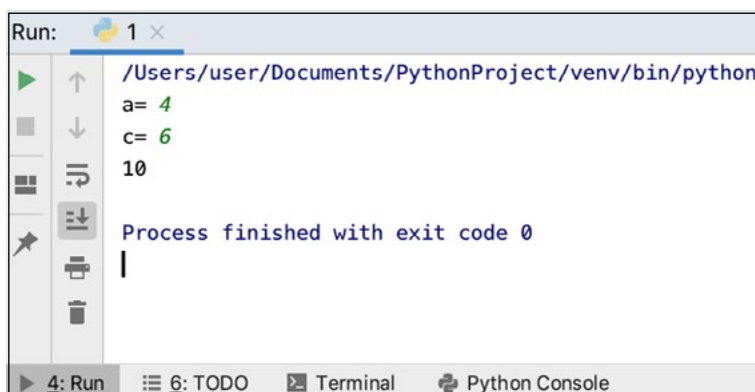 Run: 1
/Users/user/Documents/PythonProject/venv/bin/python
a= 4
c= 6
10
Process finished with exit code 0
4: Run 6: TODO Terminal Python Console